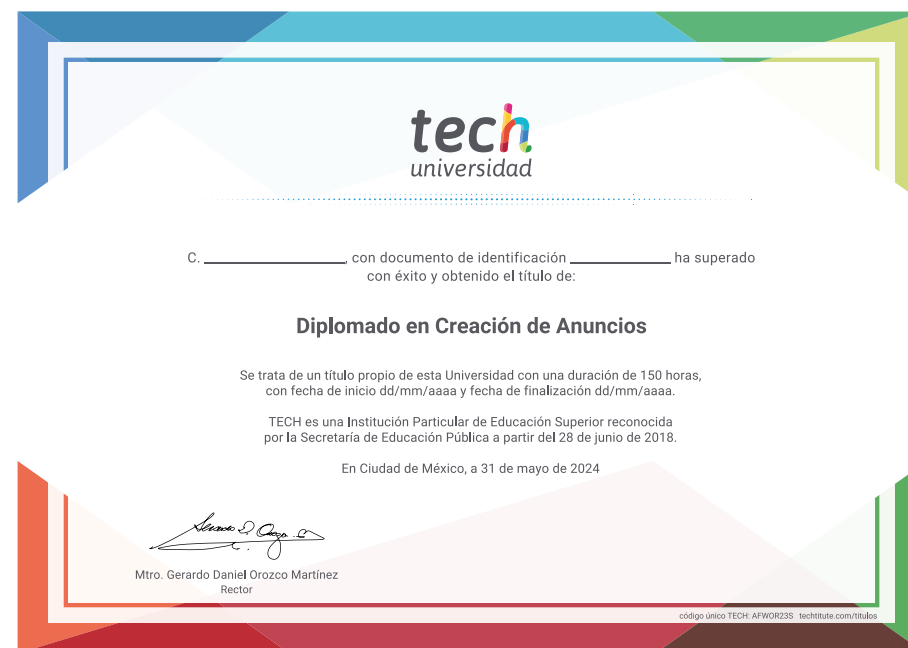 tech
universidad
C. ____________, con documento de identificación ____________ ha superado
con éxito y obtenido el título de:
Diplomado en Creación de Anuncios
Se trata de un título propio de esta Universidad con una duración de 150 horas,
con fecha de inicio dd/mm/aaaa y fecha de finalización dd/mm/aaaa.
TECH es una Institución Particular de Educación Superior reconocida
por la Secretaría de Educación Pública a partir del 28 de junio de 2018.
En Ciudad de México, a 31 de mayo de 2024
Mtro. Gerardo Daniel Orozco Martínez
Rector
código único TECH: AFWOR23S techtitute.com/titulos